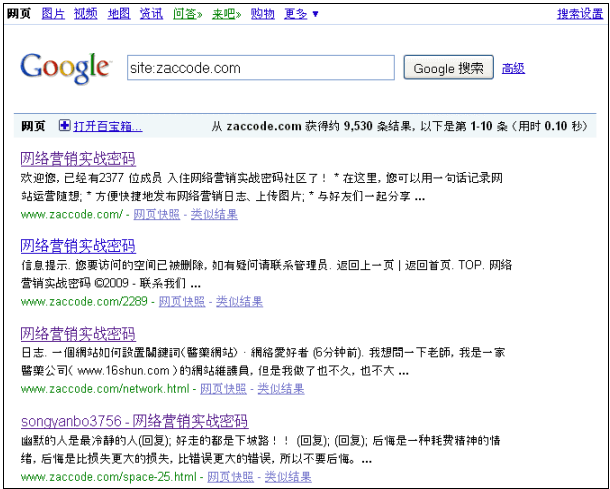 网页 图片 视频 地图 资讯 问答» 来吧» 购物 更多 ▼ 搜索设置
Google site:zaccode.com Google 搜索 高级
网页 打开百宝箱... 从 zaccode.com 获得约 9,530 条结果，以下是第 1-10 条（用时 0.10 秒）
网络营销实战密码
欢迎您, 已经有2377 位成员 入住网络营销实战密码社区了！ * 在这里, 您可以用一句话记录网
站运营随想; * 方便快捷地发布网络营销日志、上传图片; * 与好友们一起分享 ...
www.zaccode.com/ - 网页快照 - 类似结果
网络营销实战密码
信息提示. 您要访问的空间已被删除, 如有疑问请联系管理员. 返回上一页 | 返回首页. TOP. 网络
营销实战密码 ©2009 - 联系我们 ...
www.zaccode.com/2289 - 网页快照 - 类似结果
网络营销实战密码
日志. 一個網站如何設置關鍵詞(醫藥網站) · 網絡愛好者 (6分钟前). 我想問一下老師, 我是一家
醫藥公司( www.16shun.com )的網站維護員, 但是我做了也不久, 也不大 ...
www.zaccode.com/network.html - 网页快照 - 类似结果
songyanbo3756 - 网络营销实战密码
幽默的人是最冷静的人(回复); 好走的都是下坡路！！ (回复); (回复); 后悔是一种耗费精神的情
绪, 后悔是比损失更大的损失, 比错误更大的错误, 所以不要后悔。...
www.zaccode.com/space-25.html - 网页快照 - 类似结果